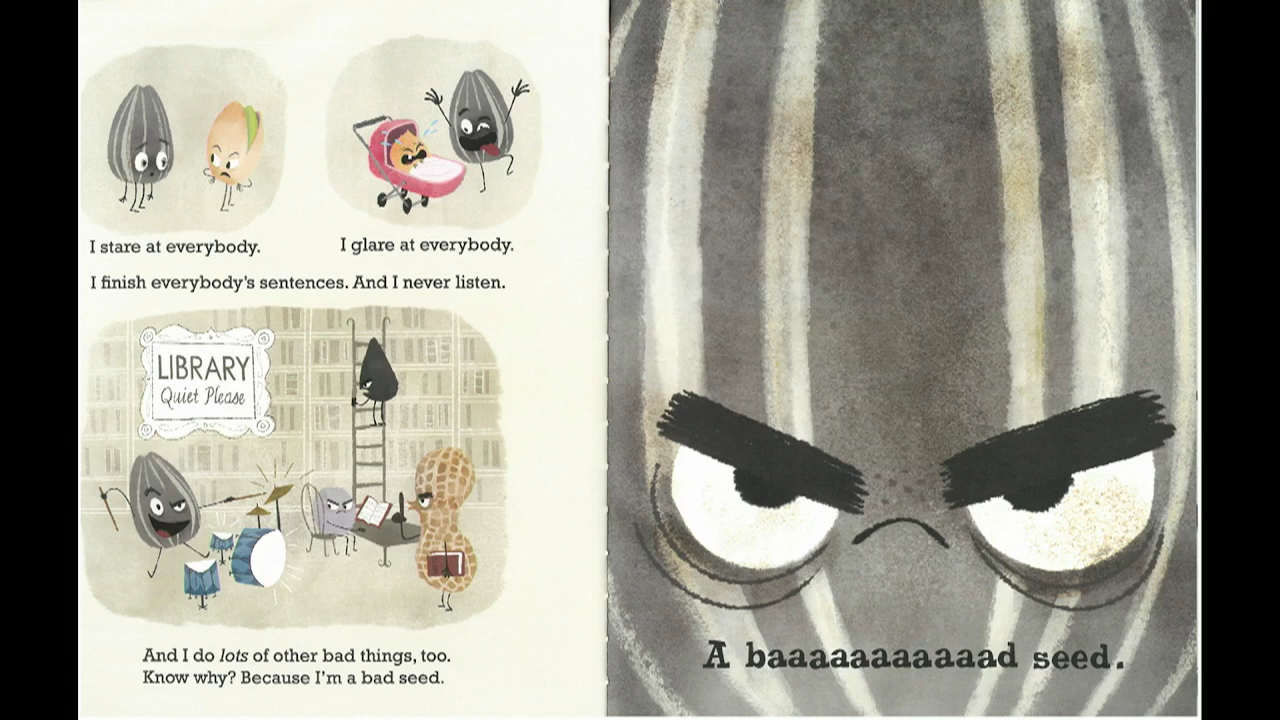 I stare at everybody.
I glare at everybody.
I finish everybody's sentences. And I never listen.
LIBRARY
Quiet Please
And I do lots of other bad things, too.
Know why? Because I'm a bad seed.
A baaaaaaaaaaaad seed.